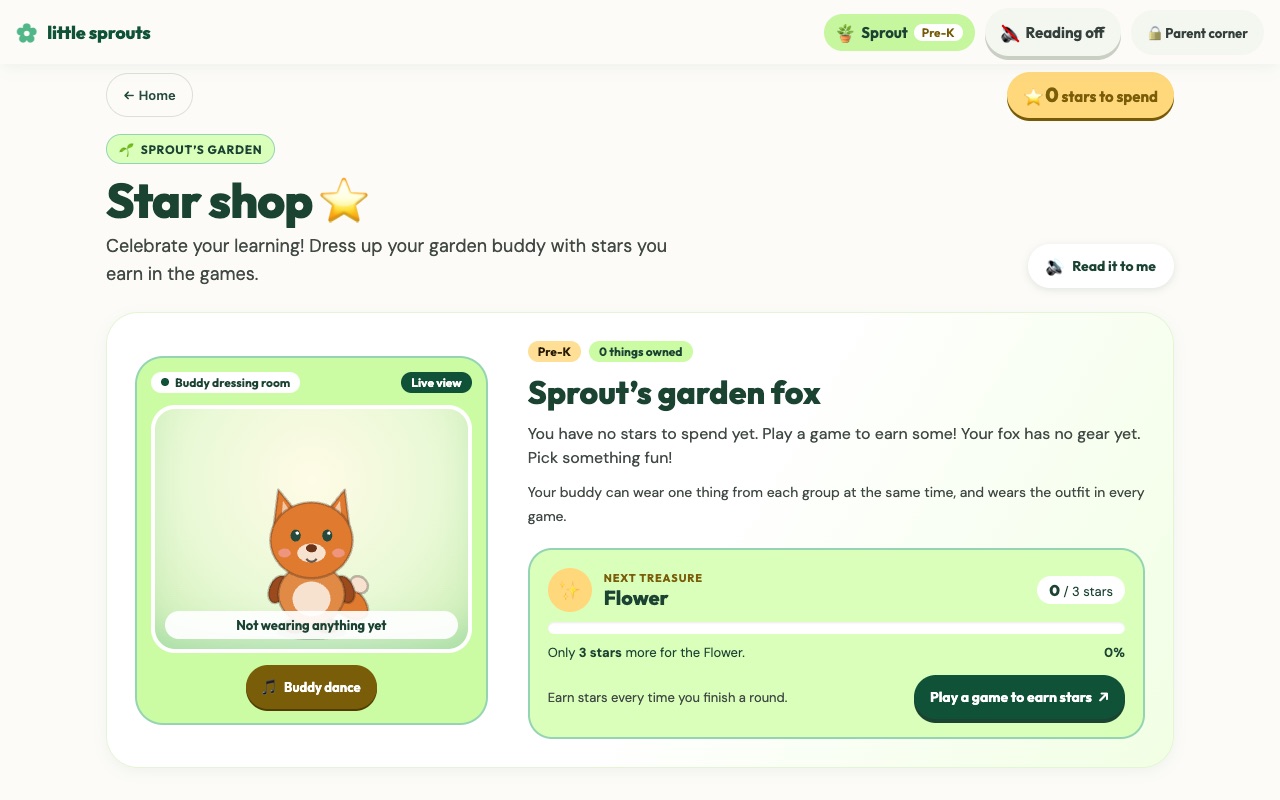 little sprouts
Sprout Pre-K
Reading off
Parent corner
← Home
0 stars to spend
SPROUT'S GARDEN
Star shop
Celebrate your learning! Dress up your garden buddy with stars you
earn in the games.
Read it to me
Buddy dressing room
Live view
Not wearing anything yet
Buddy dance
Pre-K
0 things owned
Sprout’s garden fox
You have no stars to spend yet. Play a game to earn some! Your fox has no gear yet.
Pick something fun!
Your buddy can wear one thing from each group at the same time, and wears the outfit in every
game.
NEXT TREASURE
Flower
0 / 3 stars
Only 3 stars more for the Flower.
0%
Earn stars every time you finish a round.
Play a game to earn stars ↗